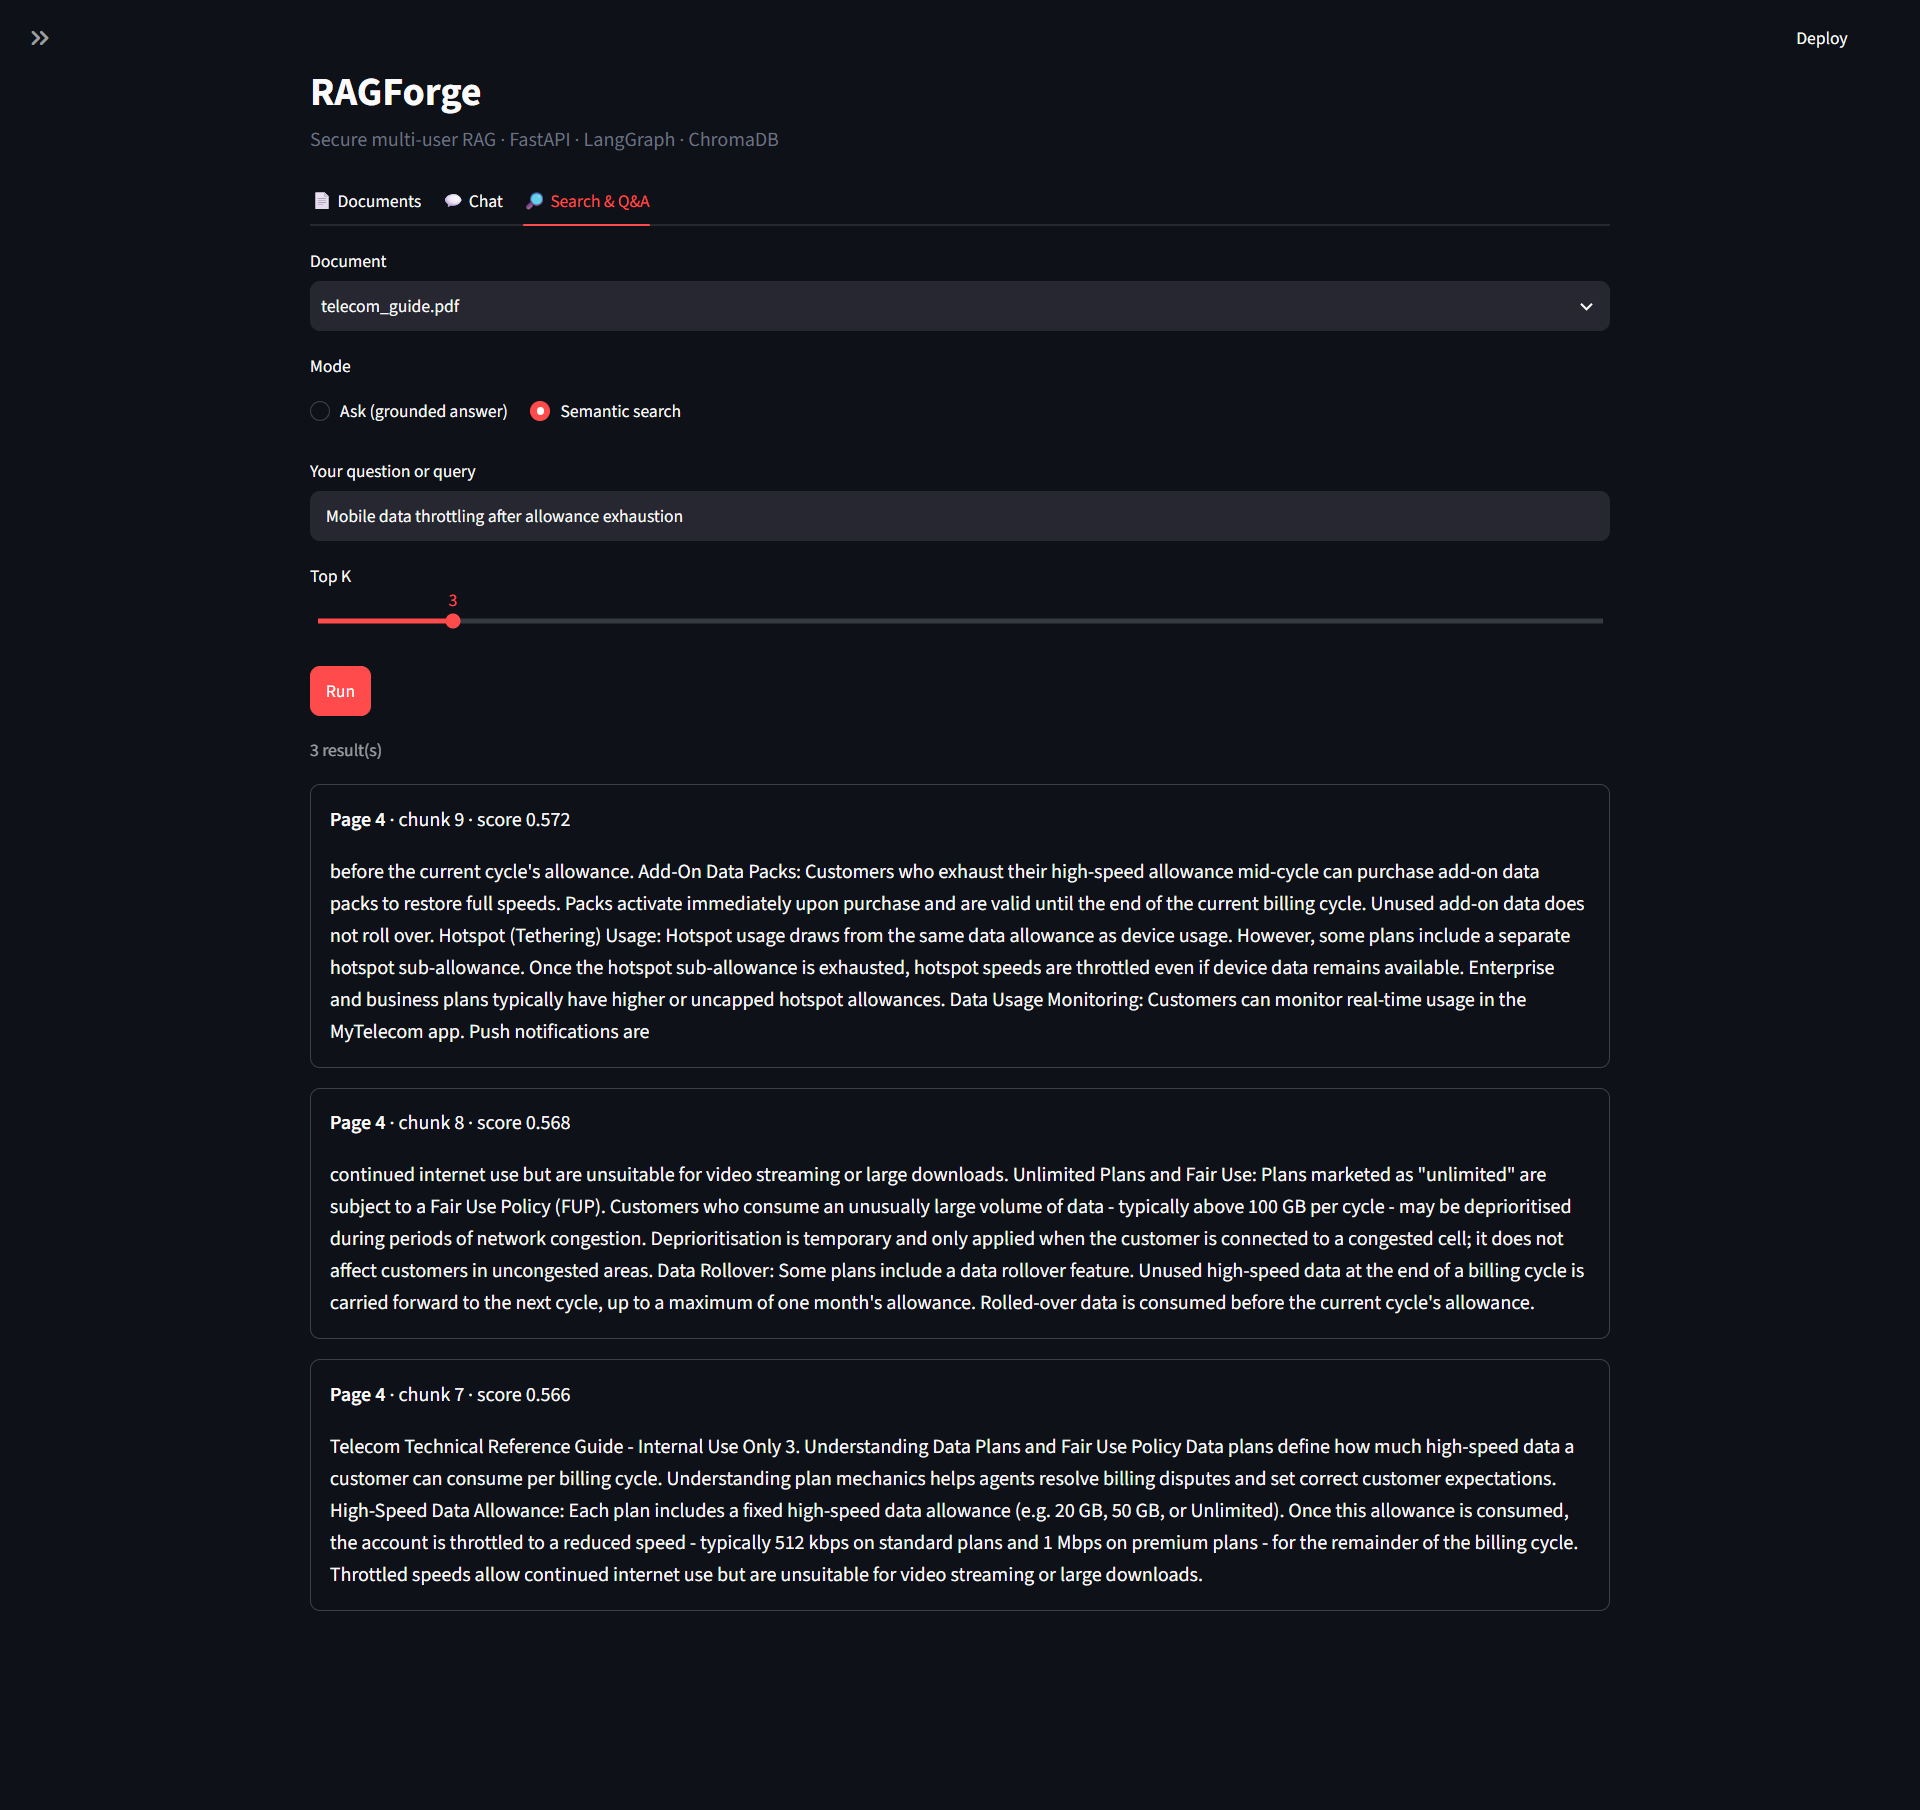 Deploy
RAGForge
Secure multi-user RAG · FastAPI · LangGraph · ChromaDB
Documents Chat Search & Q&A
Document
telecom_guide.pdf
Mode
Ask (grounded answer) Semantic search
Your question or query
Mobile data throttling after allowance exhaustion
Top K
3
Run
3 result(s)
Page 4 · chunk 9 · score 0.572
before the current cycle's allowance. Add-On Data Packs: Customers who exhaust their high-speed allowance mid-cycle can purchase add-on data
packs to restore full speeds. Packs activate immediately upon purchase and are valid until the end of the current billing cycle. Unused add-on data does
not roll over. Hotspot (Tethering) Usage: Hotspot usage draws from the same data allowance as device usage. However, some plans include a separate
hotspot sub-allowance. Once the hotspot sub-allowance is exhausted, hotspot speeds are throttled even if device data remains available. Enterprise
and business plans typically have higher or uncapped hotspot allowances. Data Usage Monitoring: Customers can monitor real-time usage in the
MyTelecom app. Push notifications are
Page 4 · chunk 8 · score 0.568
continued internet use but are unsuitable for video streaming or large downloads. Unlimited Plans and Fair Use: Plans marketed as "unlimited" are
subject to a Fair Use Policy (FUP). Customers who consume an unusually large volume of data - typically above 100 GB per cycle - may be deprioritised
during periods of network congestion. Deprioritisation is temporary and only applied when the customer is connected to a congested cell; it does not
affect customers in uncongested areas. Data Rollover: Some plans include a data rollover feature. Unused high-speed data at the end of a billing cycle is
carried forward to the next cycle, up to a maximum of one month's allowance. Rolled-over data is consumed before the current cycle's allowance.
Page 4 · chunk 7 · score 0.566
Telecom Technical Reference Guide - Internal Use Only 3. Understanding Data Plans and Fair Use Policy Data plans define how much high-speed data a
customer can consume per billing cycle. Understanding plan mechanics helps agents resolve billing disputes and set correct customer expectations.
High-Speed Data Allowance: Each plan includes a fixed high-speed data allowance (e.g. 20 GB, 50 GB, or Unlimited). Once this allowance is consumed,
the account is throttled to a reduced speed - typically 512 kbps on standard plans and 1 Mbps on premium plans - for the remainder of the billing cycle.
Throttled speeds allow continued internet use but are unsuitable for video streaming or large downloads.